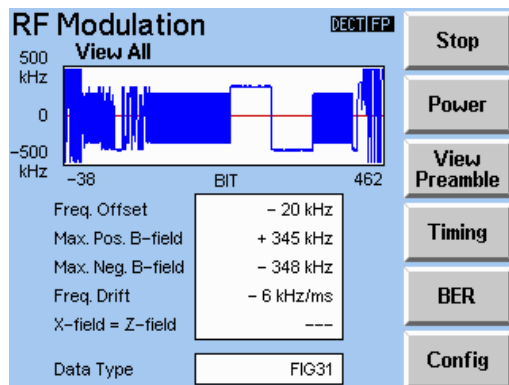 RF Modulation
DECT FP
View All
500
kHz
0
−500
kHz
−38 BIT 462
Freq. Offset − 20 kHz
Max. Pos. B−field + 345 kHz
Max. Neg. B−field − 348 kHz
Freq. Drift − 6 kHz/ms
X−field = Z−field −−−
Data Type FIG31
Stop
Power
View
Preamble
Timing
BER
Config